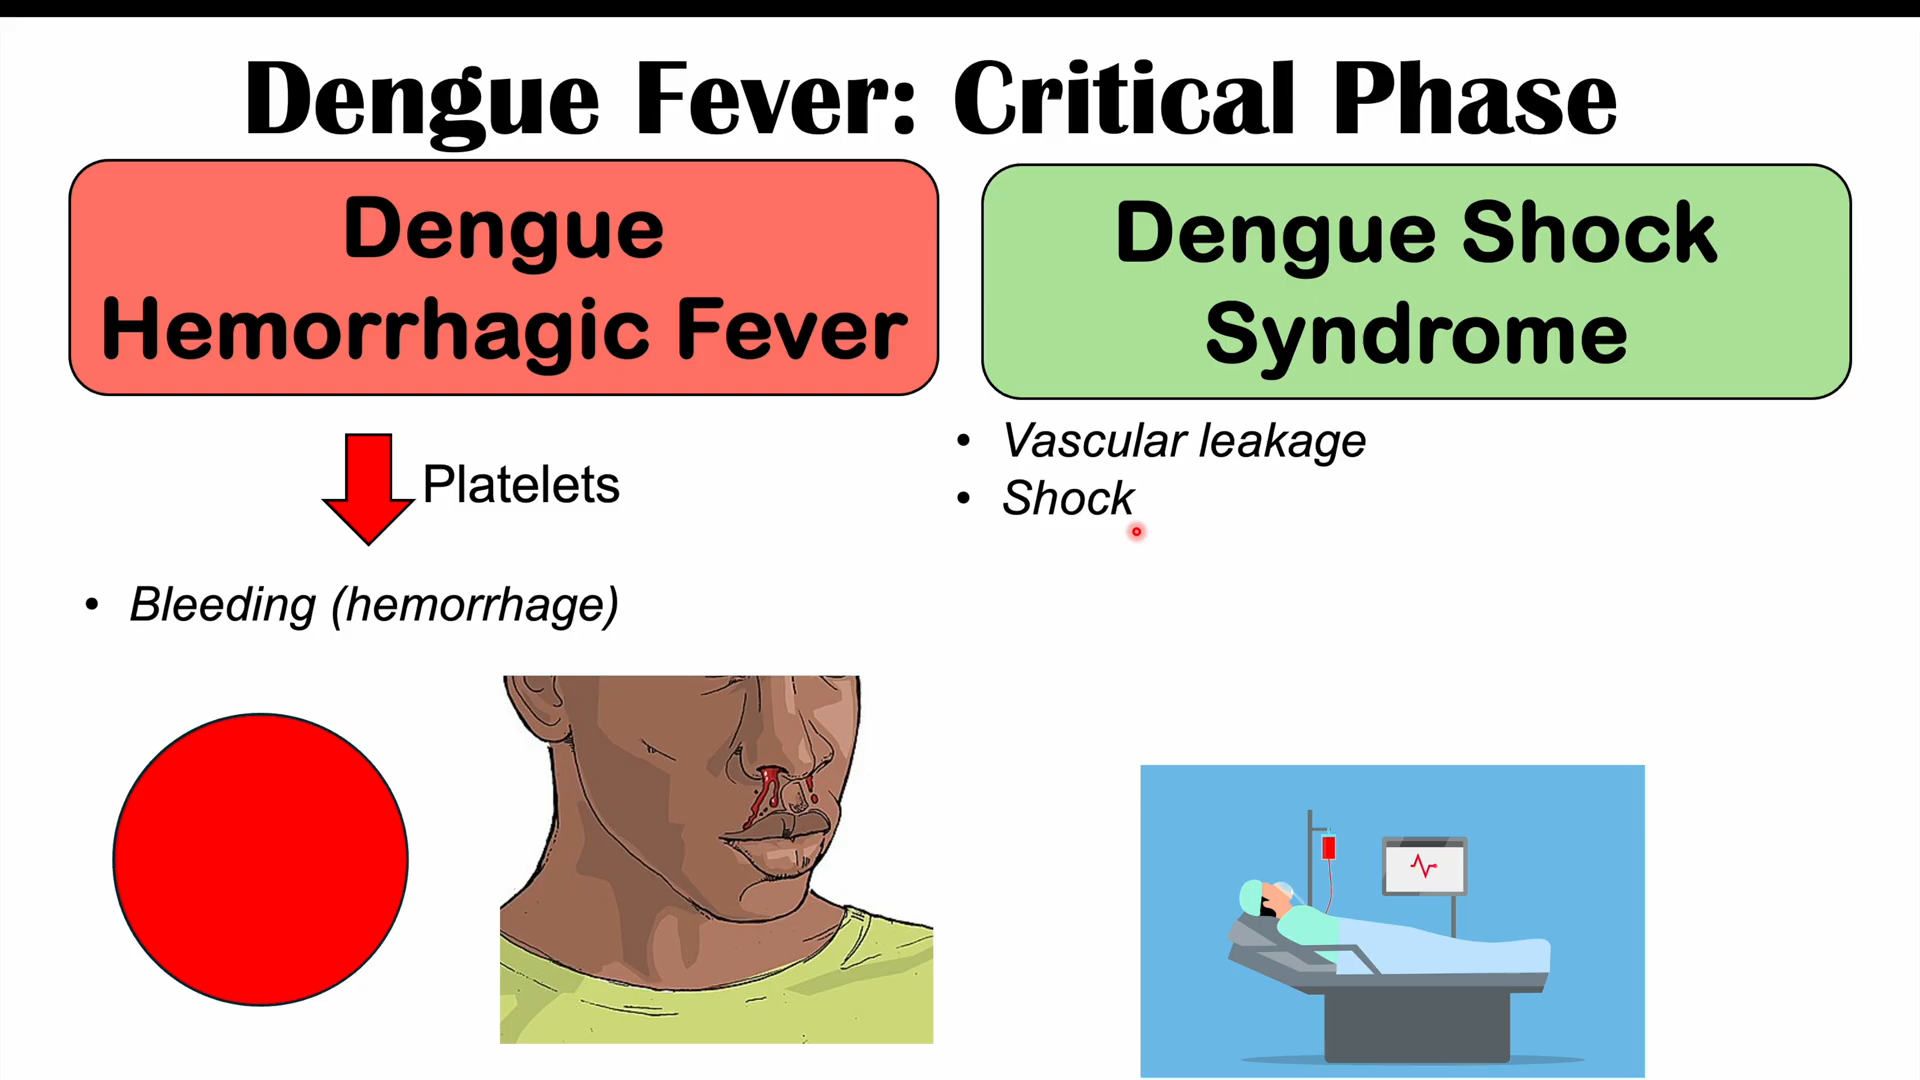 Dengue Fever: Critical Phase
Dengue
Hemorrhagic Fever
Platelets
• Bleeding (hemorrhage)
Dengue Shock
Syndrome
• Vascular leakage
• Shock